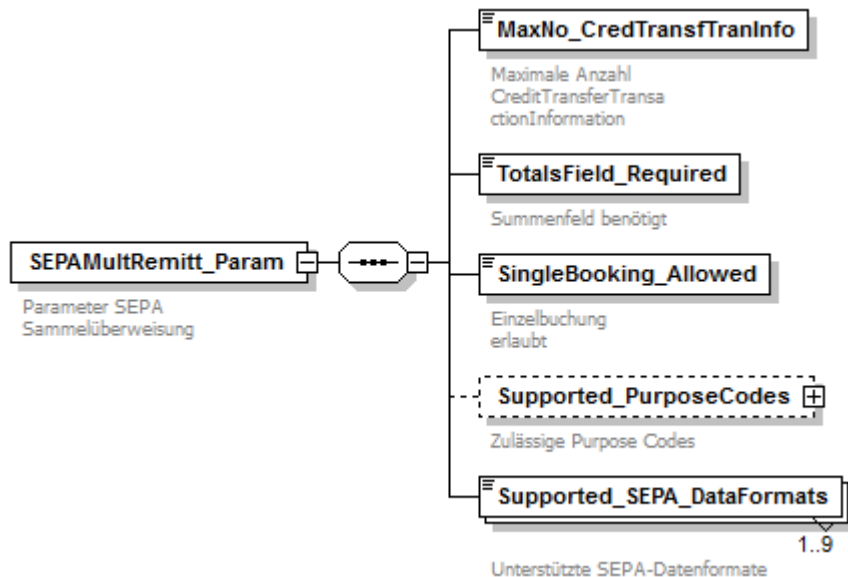 MaxNo_CredTransfTranInfo
Maximale Anzahl
CreditTransferTransa
ctionInformation
TotalsField_Required
Summenfeld benötigt
SEPAMultRemitt_Param
Parameter SEPA
Sammelüberweisung
SingleBooking_Allowed
Einzelbuchung
erlaubt
Supported_PurposeCodes
Zulässige Purpose Codes
Supported_SEPA_DataFormats
1..9
Unterstützte SEPA-Datenformate